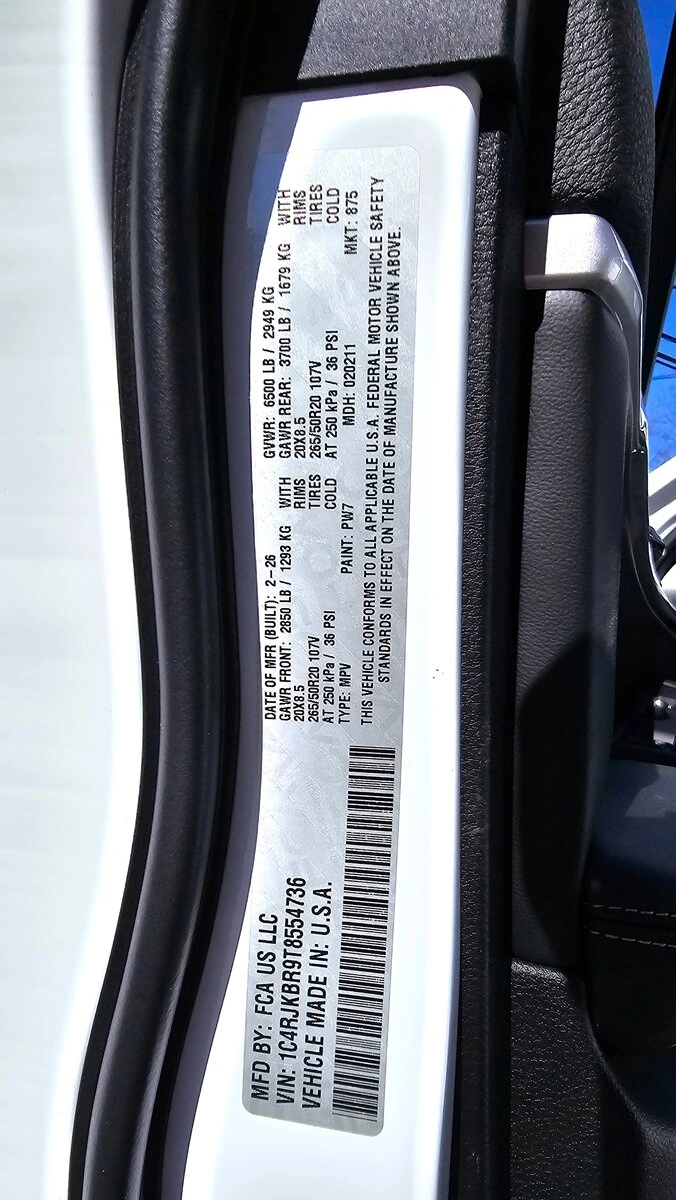 MFD BY: FCA US LLC
VIN: 1C4RJKBR9T8554736
VEHICLE MADE IN: U.S.A.
DATE OF MFR (BUILT): 2-26 GVWR: 6500 LB / 2949 KG
GAWR FRONT: 2850 LB / 1293 KG WITH GAWR REAR: 3700 LB / 1679 KG WITH
20X8.5 RIMS 20X8.5 RIMS
265/50R20 107V TIRES 265/50R20 107V TIRES
AT 250 kPa / 36 PSI COLD AT 250 kPa / 36 PSI COLD
TYPE: MPV PAINT: PW7 MDH: 020211 MKT: 875
THIS VEHICLE CONFORMS TO ALL APPLICABLE U.S.A. FEDERAL MOTOR VEHICLE SAFETY
STANDARDS IN EFFECT ON THE DATE OF MANUFACTURE SHOWN ABOVE.